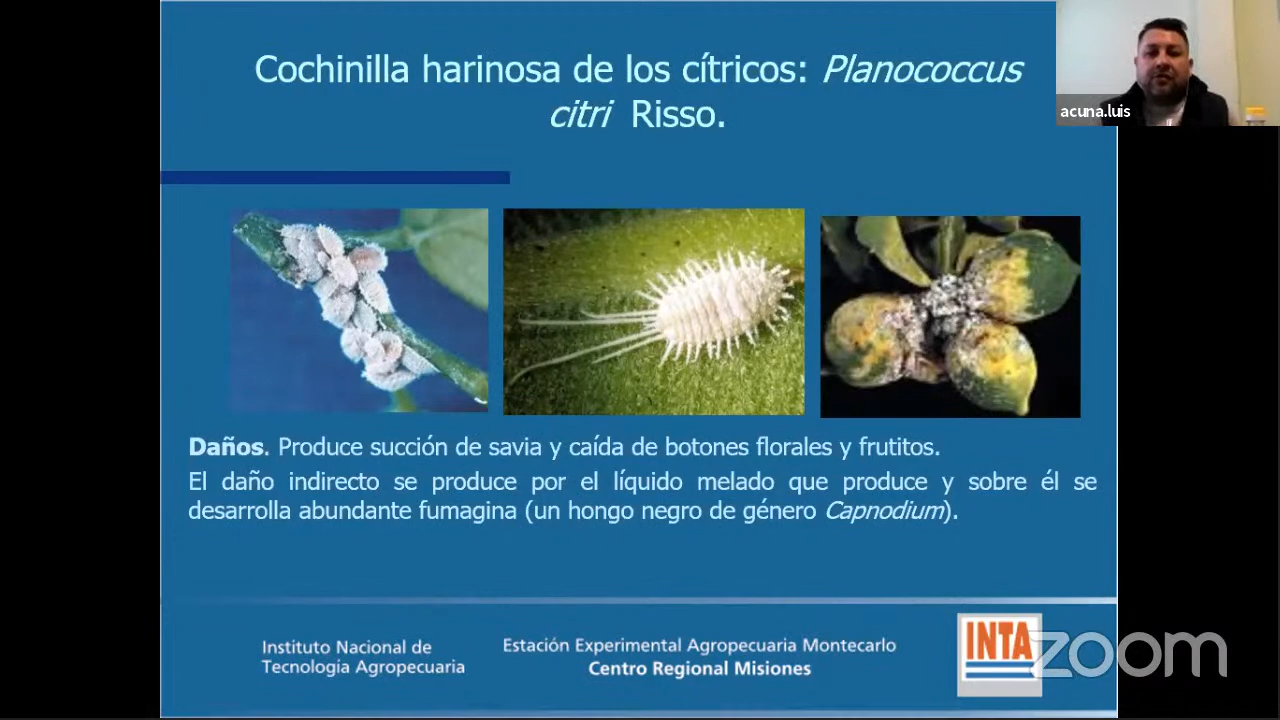 Cochinilla harinosa de los cítricos: Planococcus
citri Risso.
acuna.luis
Daños. Produce succión de savia y caída de botones florales y frutitos.
El daño indirecto se produce por el líquido melado que produce y sobre él se
desarrolla abundante fumagina (un hongo negro de género Capnodium).
Instituto Nacional de
Tecnología Agropecuaria
Estación Experimental Agropecuaria Montecarlo
Centro Regional Misiones
INTA
zoom